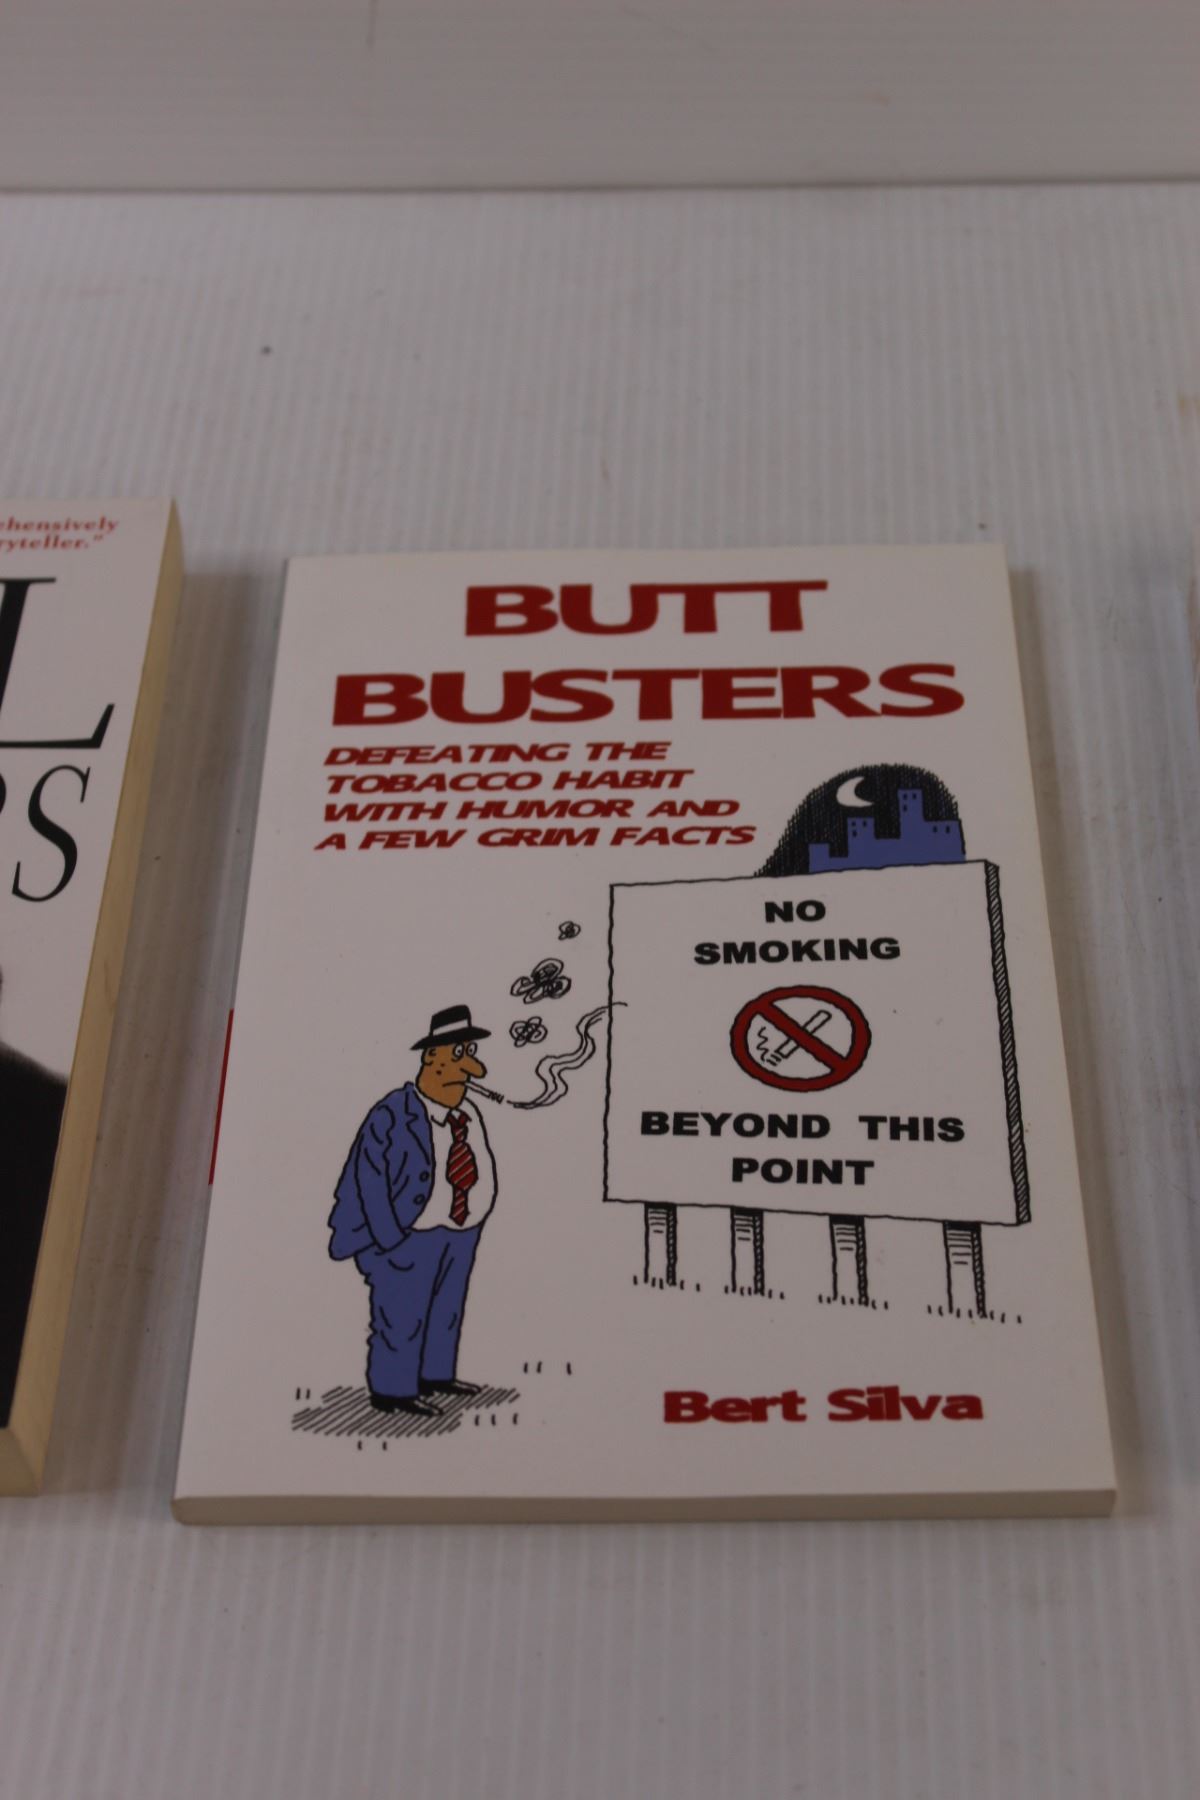 ryteller."
L
BUTT
BUSTERS
DEFEATING THE
TOBACCO HABIT
WITH HUMOR AND
A FEW GRIM FACTS
NO
SMOKING
BEYOND THIS
POINT
Bert Silva